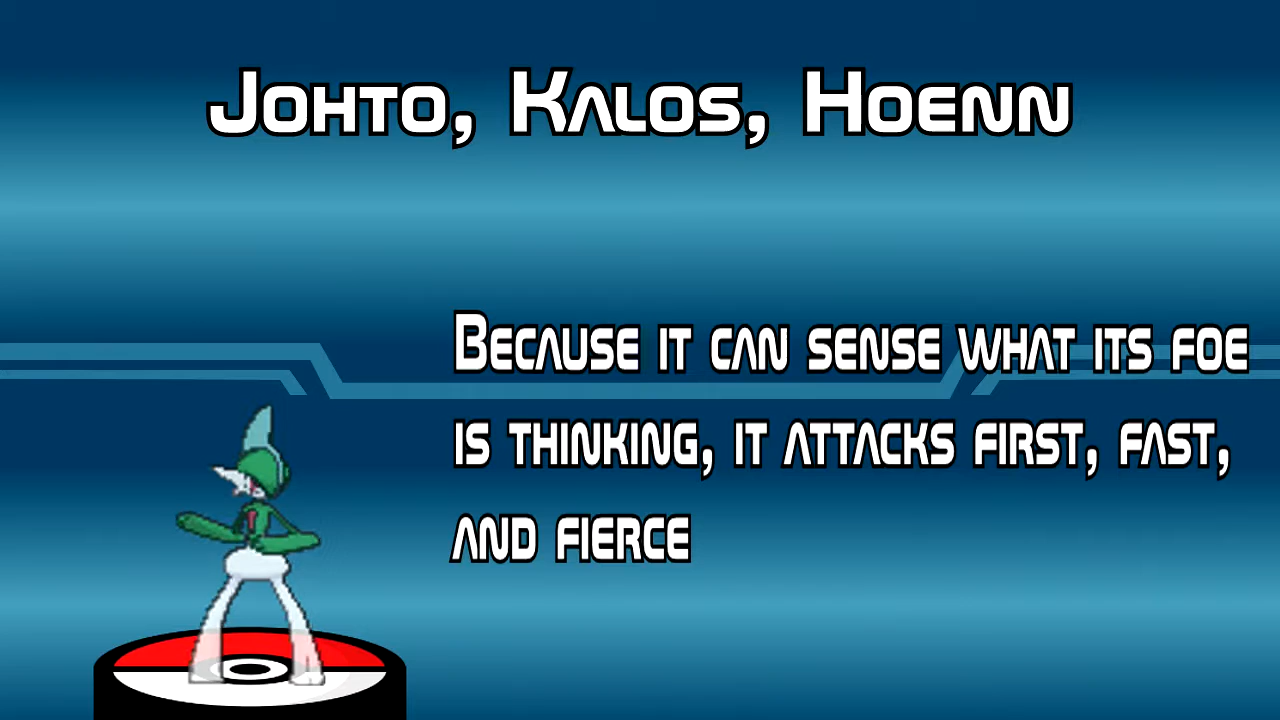 Johto, Kalos, Hoenn
Because it can sense what its foe
is thinking, it attacks first, fast,
and fierce